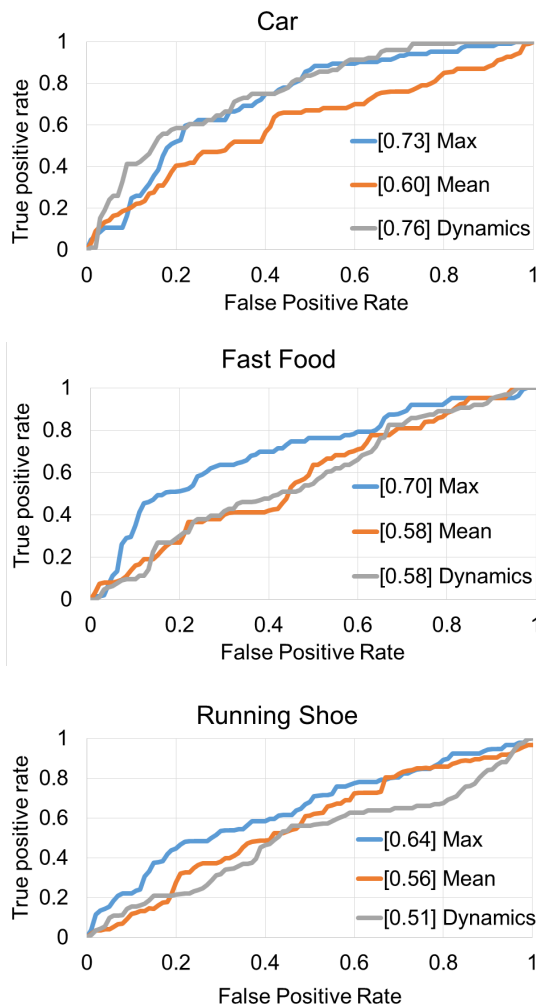 Car
True positive rate
1
0.8
0.6
0.4
0.2
0
[0.73] Max
[0.60] Mean
[0.76] Dynamics
0
0.2
0.4
0.6
0.8
1
False Positive Rate
Fast Food
True positive rate
1
0.8
0.6
0.4
0.2
0
[0.70] Max
[0.58] Mean
[0.58] Dynamics
0
0.2
0.4
0.6
0.8
1
False Positive Rate
Running Shoe
True positive rate
1
0.8
0.6
0.4
0.2
0
[0.64] Max
[0.56] Mean
[0.51] Dynamics
0
0.2
0.4
0.6
0.8
1
False Positive Rate